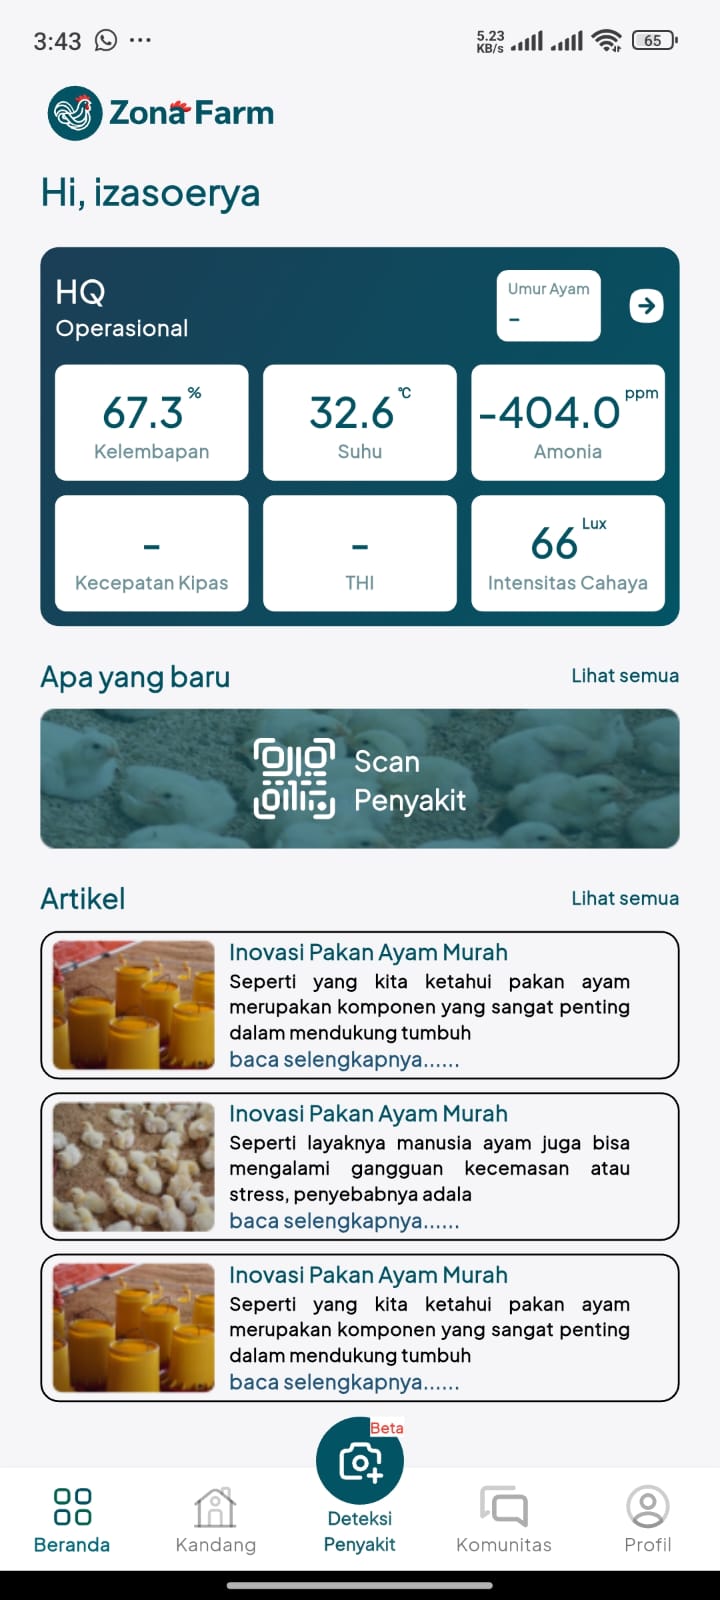 3:43
5.23
KB/s
65
Zona Farm
Hi, izasoerya
HQ
Operasional
Umur Ayam
-
67.3 %
Kelembapan
32.6 °C
Suhu
-404.0 ppm
Amonia
-
Kecepatan Kipas
-
THI
66 Lux
Intensitas Cahaya
Apa yang baru
Lihat semua
Scan
Penyakit
Artikel
Lihat semua
Inovasi Pakan Ayam Murah
Seperti yang kita ketahui pakan ayam
merupakan komponen yang sangat penting
dalam mendukung tumbuh
baca selengkapnya......
Inovasi Pakan Ayam Murah
Seperti layaknya manusia ayam juga bisa
mengalami gangguan kecemasan atau
stress, penyebabnya adala
baca selengkapnya......
Inovasi Pakan Ayam Murah
Seperti yang kita ketahui pakan ayam
merupakan komponen yang sangat penting
dalam mendukung tumbuh
baca selengkapnya......
Beta
Beranda
Kandang
Deteksi
Penyakit
Komunitas
Profil